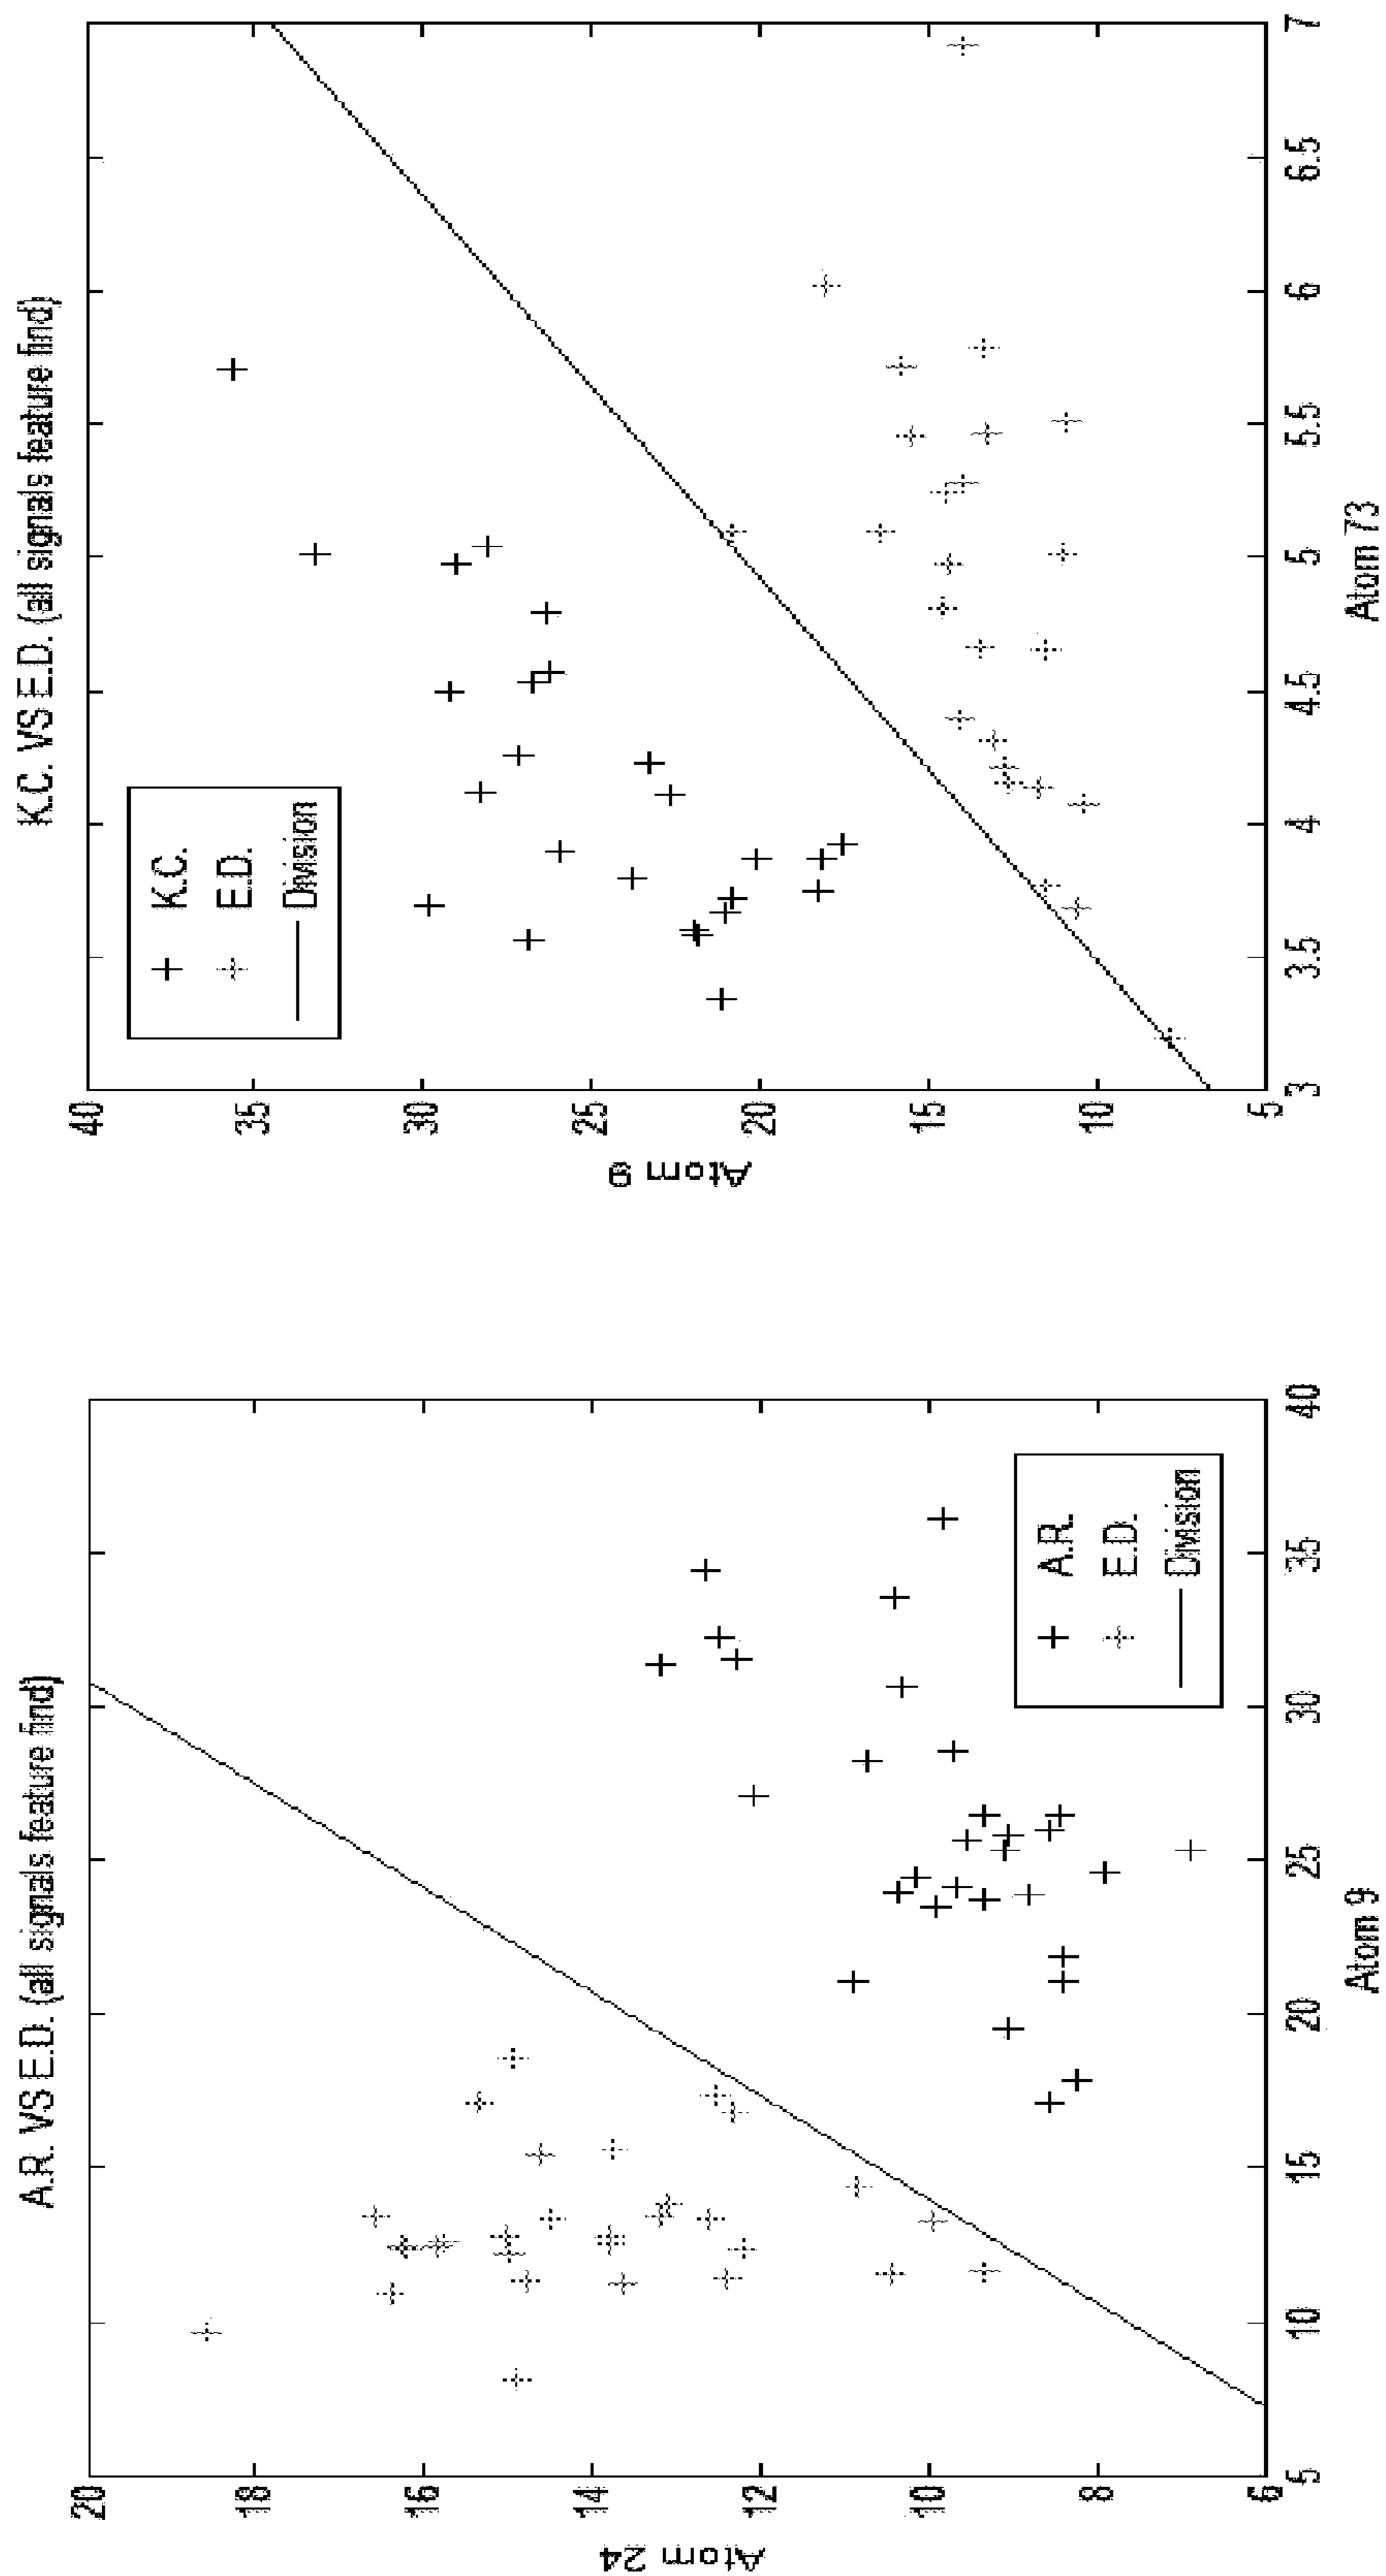 A.R. VS E.D. (all signals feature find)
Atom 24
20
18
16
14
12
10
8
6
5
10
15
20
25
30
35
40
Atom 9
A.R.
E.D.
Division
K.C. VS E.D. (all signals feature find)
Atom 9
40
35
30
25
20
15
10
5
3
3.5
4
4.5
5
5.5
6
6.5
7
Atom 73
K.C.
E.D.
Division